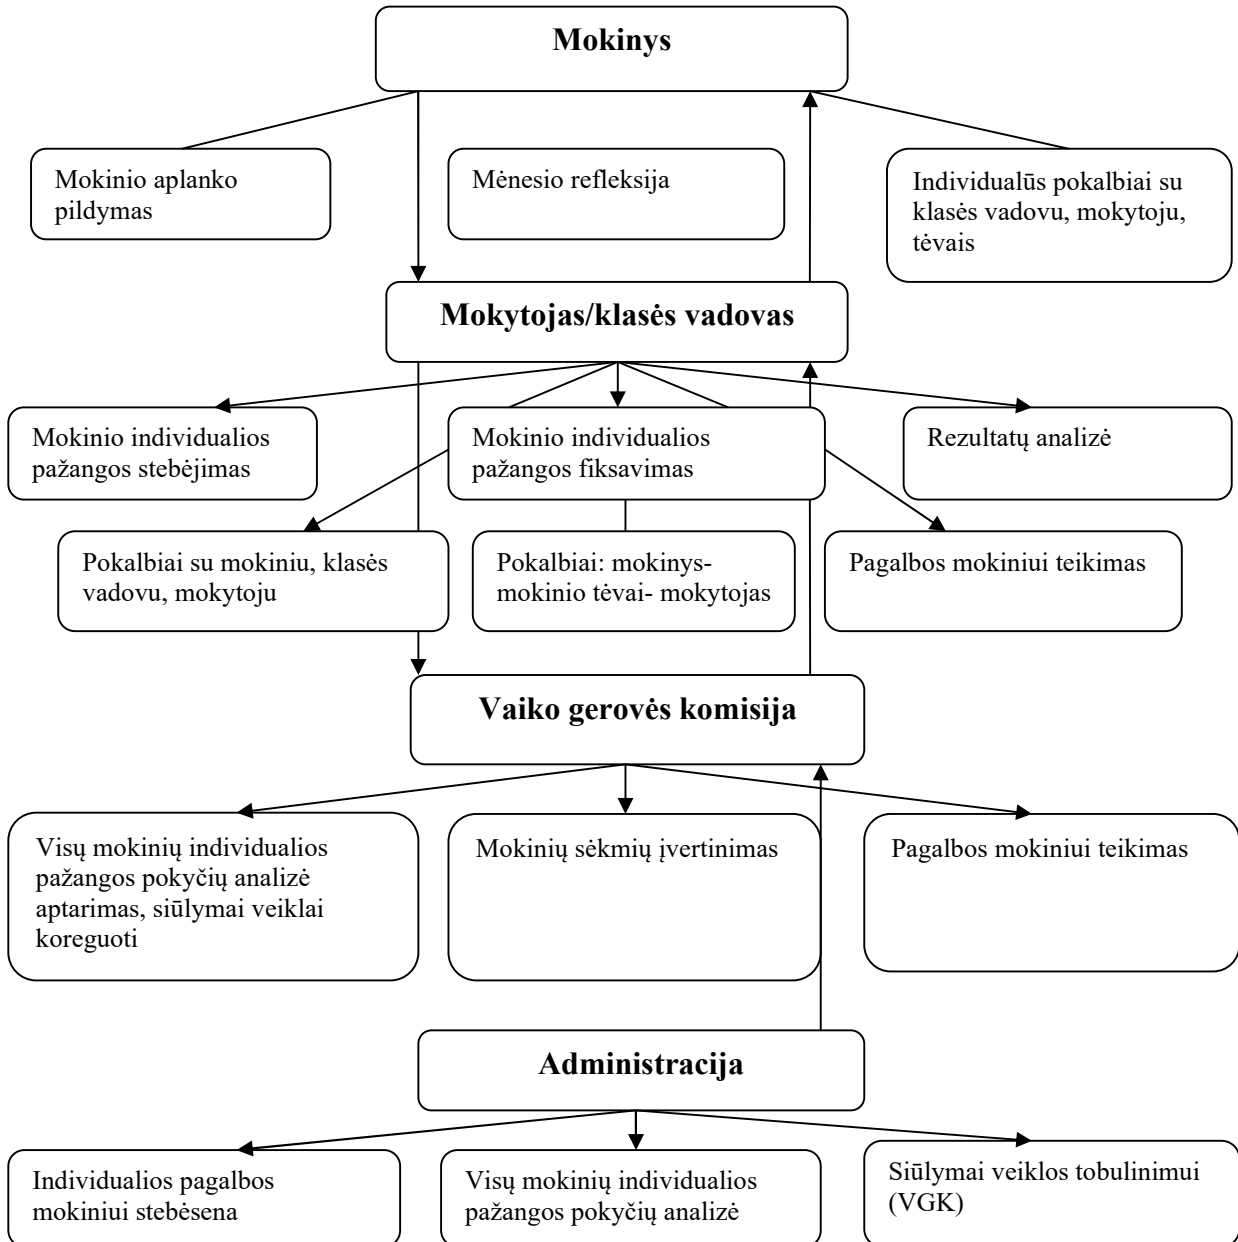 Mokinys
Mokinio aplanko
pildymas
Mėnesio refleksija
Individualūs pokalbiai su
klasės vadovu, mokytoju,
tėvais
Mokytojas/klasės vadovas
Mokinio individualios
pažangos stebėjimas
Mokinio individualios
pažangos fiksavimas
Rezultatų analizė
Pokalbiai su mokiniu, klasės
vadovu, mokytoju
Pokalbiai: mokinys-
mokinio tėvai- mokytojas
Pagalbos mokiniui teikimas
Vaiko gerovės komisija
Visų mokinių individualios
pažangos pokyčių analizė
aptarimas, siūlymai veiklai
koreguoti
Mokinių sėkmių įvertinimas
Pagalbos mokiniui teikimas
Administracija
Individualios pagalbos
mokiniui stebėsena
Visų mokinių individualios
pažangos pokyčių analizė
Siūlymai veiklos tobulinimui
(VGK)